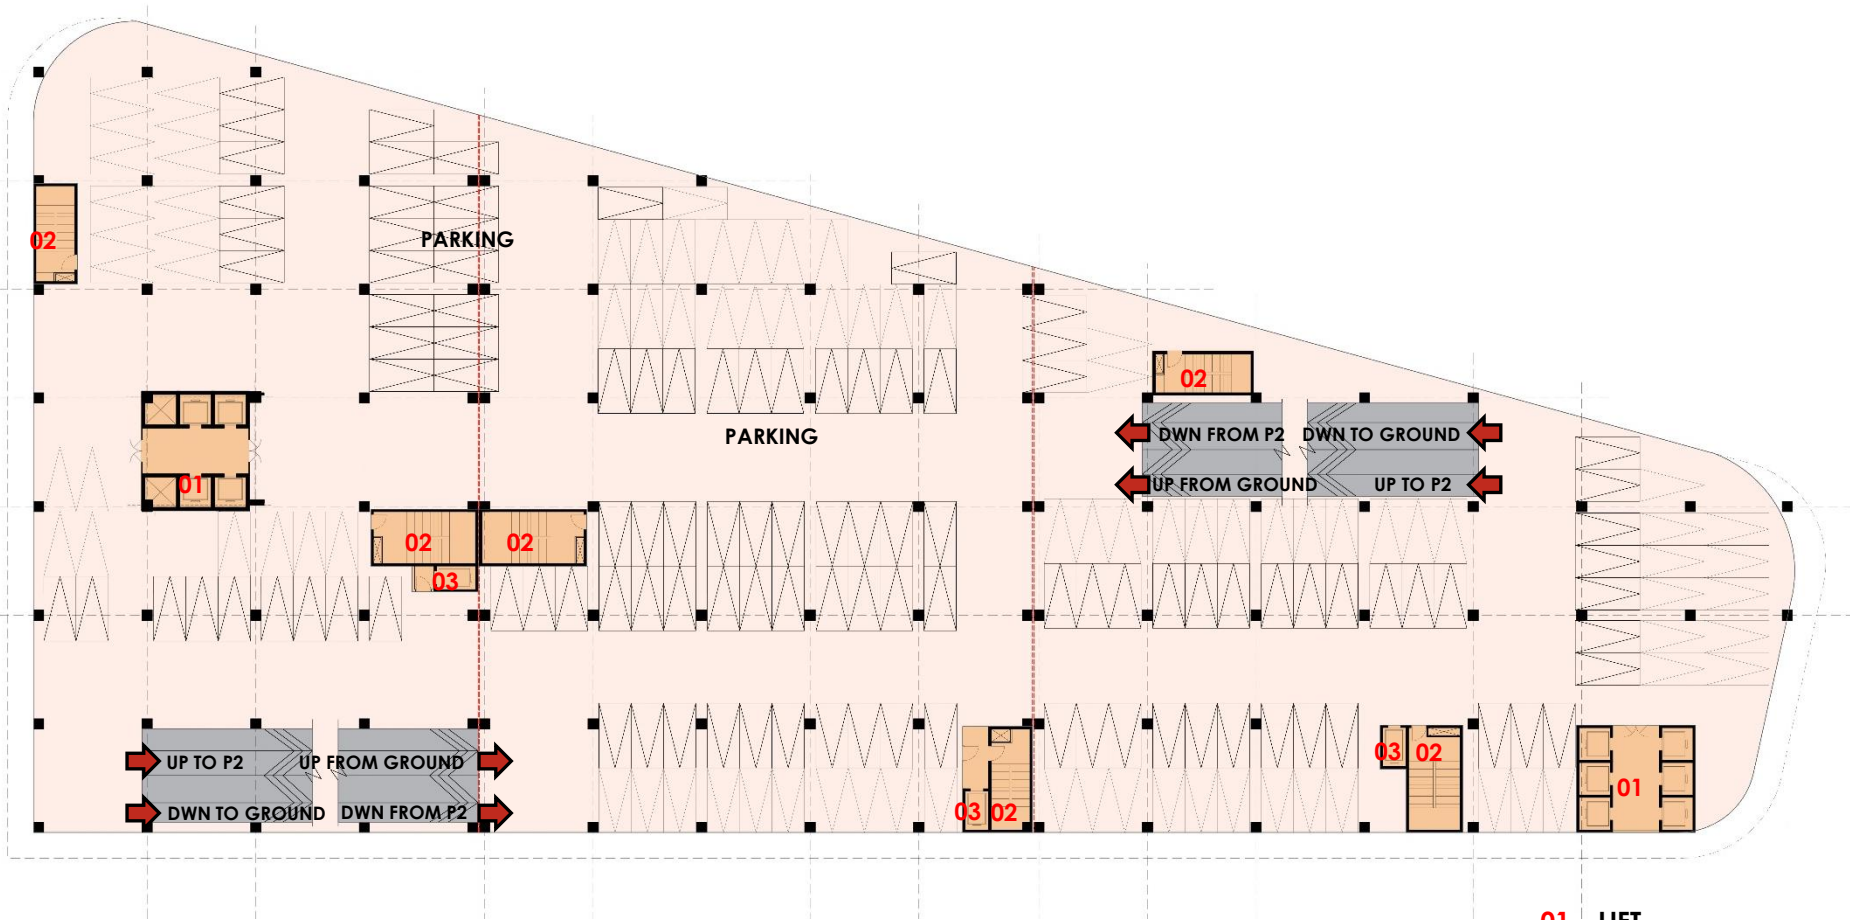 02
PARKING
02
PARKING
DWN FROM P2
DWN TO GROUND
01
UP FROM GROUND
UP TO P2
02
02
03
UP TO P2
UP FROM GROUND
03
02
01
DWN TO GROUND
DWN FROM P2
03
02
01 LIFT